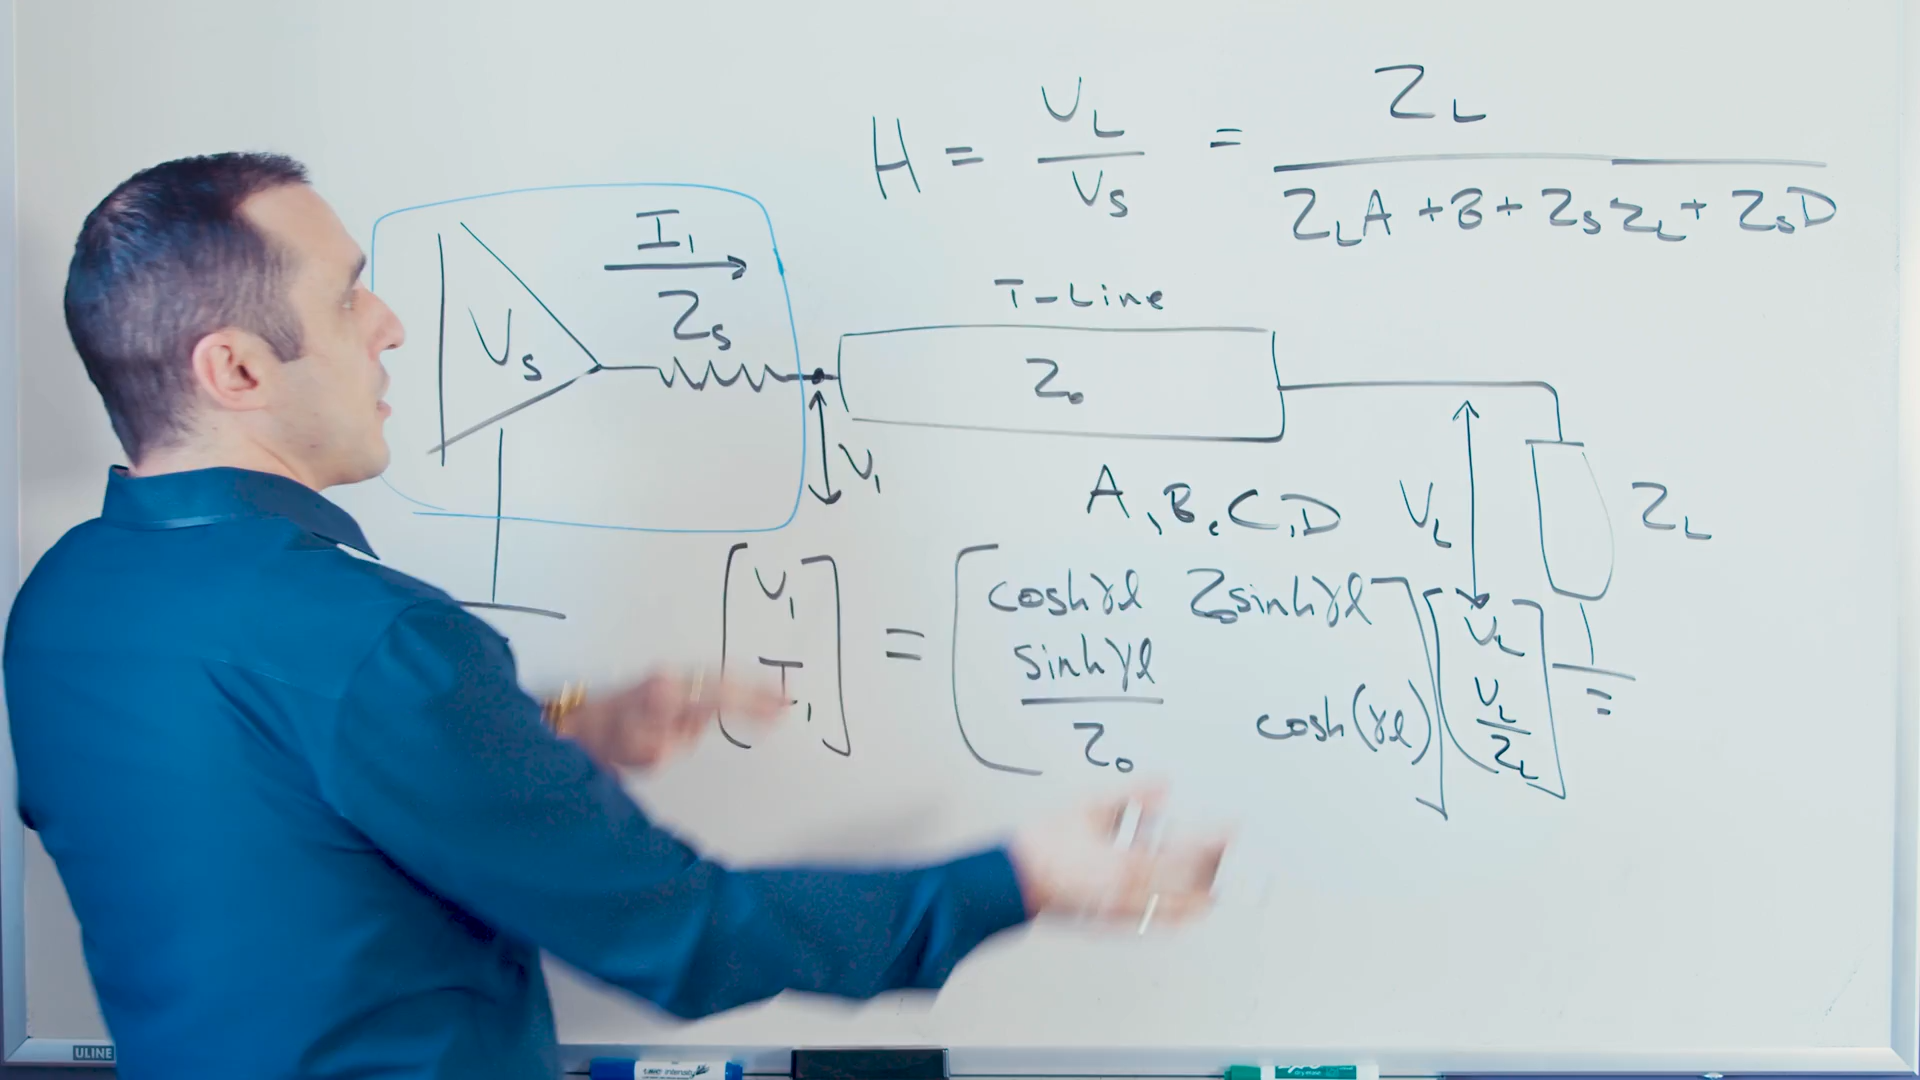 H = V_L / V_S = Z_L / (Z_L A + B + Z_S Z_L + Z_S D)
I_1
Z_S
V_S
T-Line
Z_0
V_1
A, B, C, D
V_L
Z_L
[V_1 I_1] = [cosh γl Z_0 sinh γl
sinh γl / Z_0 cosh(γl)] [V_L V_L / Z_L]
ULINE